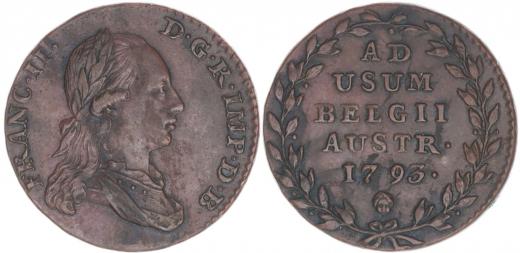 FRANC·II· D·G·R·IMP·D·B·
AD
USUM
BELGII
AUSTR·
1793·